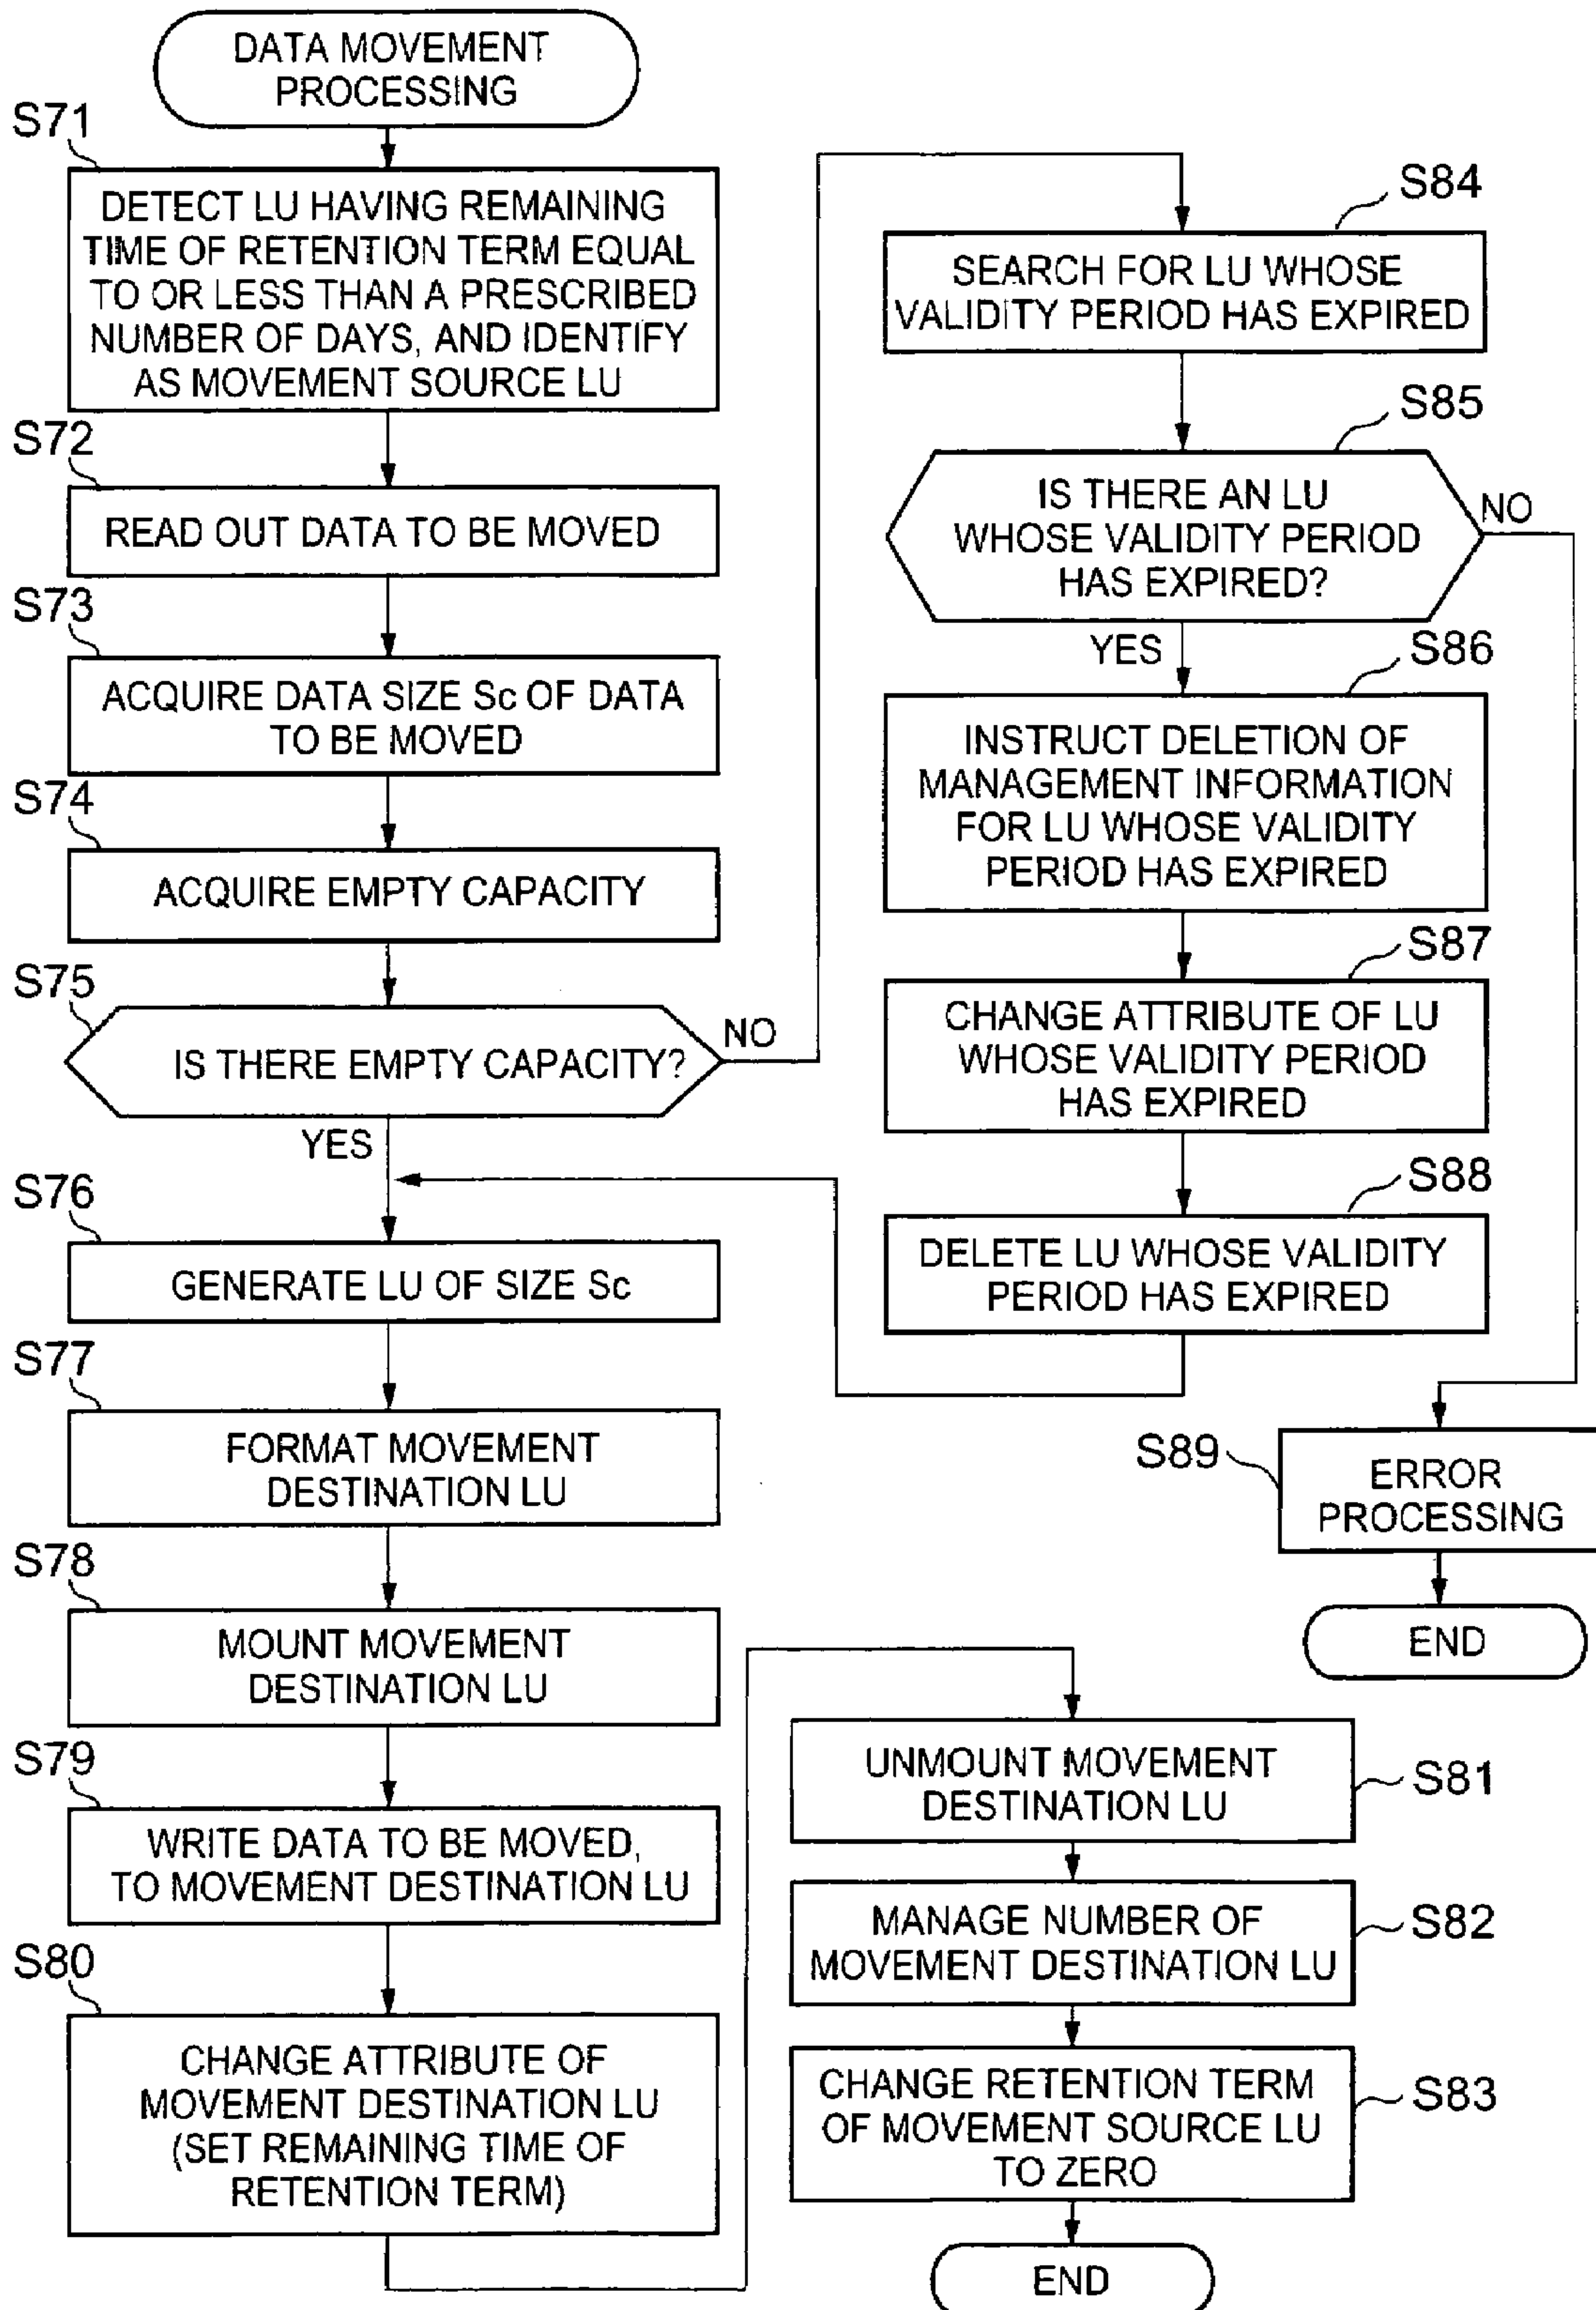 DATA MOVEMENT
PROCESSING
S71
DETECT LU HAVING REMAINING
TIME OF RETENTION TERM EQUAL
TO OR LESS THAN A PRESCRIBED
NUMBER OF DAYS, AND IDENTIFY
AS MOVEMENT SOURCE LU
S72
READ OUT DATA TO BE MOVED
S73
ACQUIRE DATA SIZE Sc OF DATA
TO BE MOVED
S74
ACQUIRE EMPTY CAPACITY
S75
IS THERE EMPTY CAPACITY?
NO
YES
S76
GENERATE LU OF SIZE Sc
S77
FORMAT MOVEMENT
DESTINATION LU
S78
MOUNT MOVEMENT
DESTINATION LU
S79
WRITE DATA TO BE MOVED,
TO MOVEMENT DESTINATION LU
S80
CHANGE ATTRIBUTE OF
MOVEMENT DESTINATION LU
(SET REMAINING TIME OF
RETENTION TERM)
UNMOUNT MOVEMENT
DESTINATION LU
S81
MANAGE NUMBER OF
MOVEMENT DESTINATION LU
S82
CHANGE RETENTION TERM
OF MOVEMENT SOURCE LU
TO ZERO
S83
END
S84
SEARCH FOR LU WHOSE
VALIDITY PERIOD HAS EXPIRED
S85
IS THERE AN LU
WHOSE VALIDITY PERIOD
HAS EXPIRED?
NO
YES
S86
INSTRUCT DELETION OF
MANAGEMENT INFORMATION
FOR LU WHOSE VALIDITY
PERIOD HAS EXPIRED
S87
CHANGE ATTRIBUTE OF LU
WHOSE VALIDITY PERIOD
HAS EXPIRED
S88
DELETE LU WHOSE VALIDITY
PERIOD HAS EXPIRED
S89
ERROR
PROCESSING
END